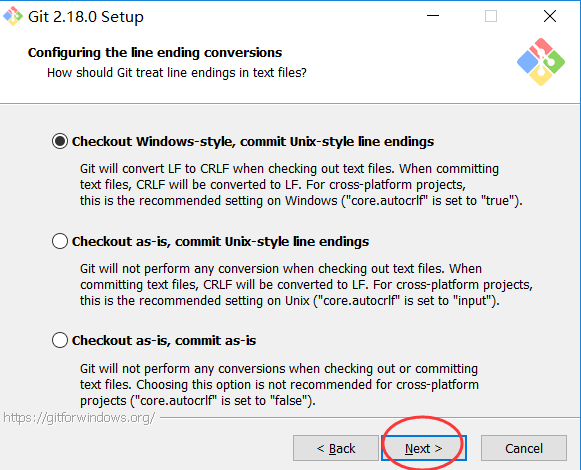 Git 2.18.0 Setup
Configuring the line ending conversions
How should Git treat line endings in text files?
Checkout Windows-style, commit Unix-style line endings
Git will convert LF to CRLF when checking out text files. When committing
text files, CRLF will be converted to LF. For cross-platform projects,
this is the recommended setting on Windows ("core.autocrlf" is set to "true").
Checkout as-is, commit Unix-style line endings
Git will not perform any conversion when checking out text files. When
committing text files, CRLF will be converted to LF. For cross-platform projects,
this is the recommended setting on Unix ("core.autocrlf" is set to "input").
Checkout as-is, commit as-is
Git will not perform any conversions when checking out or committing
text files. Choosing this option is not recommended for cross-platform
projects ("core.autocrlf" is set to "false").
https://gitforwindows.org/
< Back Next > Cancel